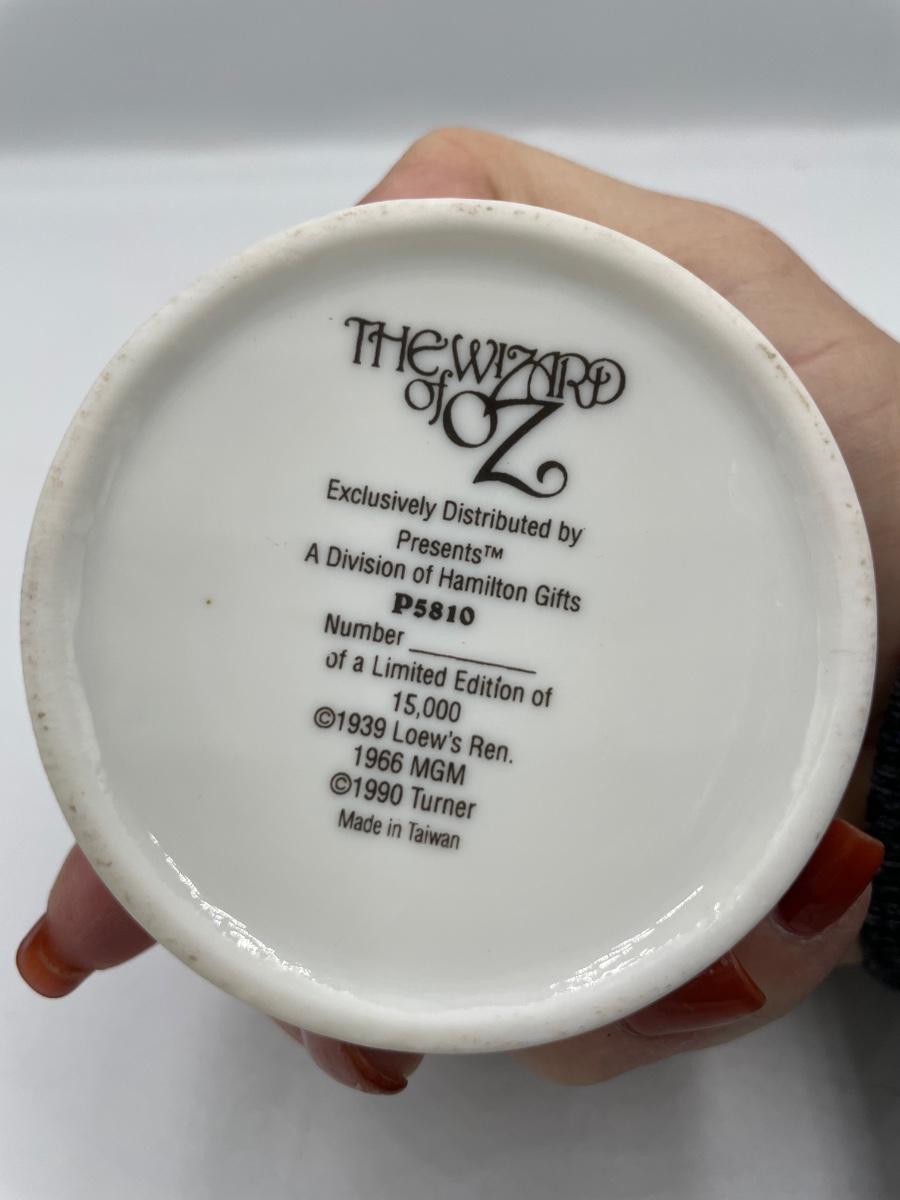 THE WIZARD
of OZ
Exclusively Distributed by
Presents™
A Division of Hamilton Gifts
P5810
Number ___________
of a Limited Edition of
15,000
©1939 Loew's Ren.
1966 MGM
©1990 Turner
Made in Taiwan